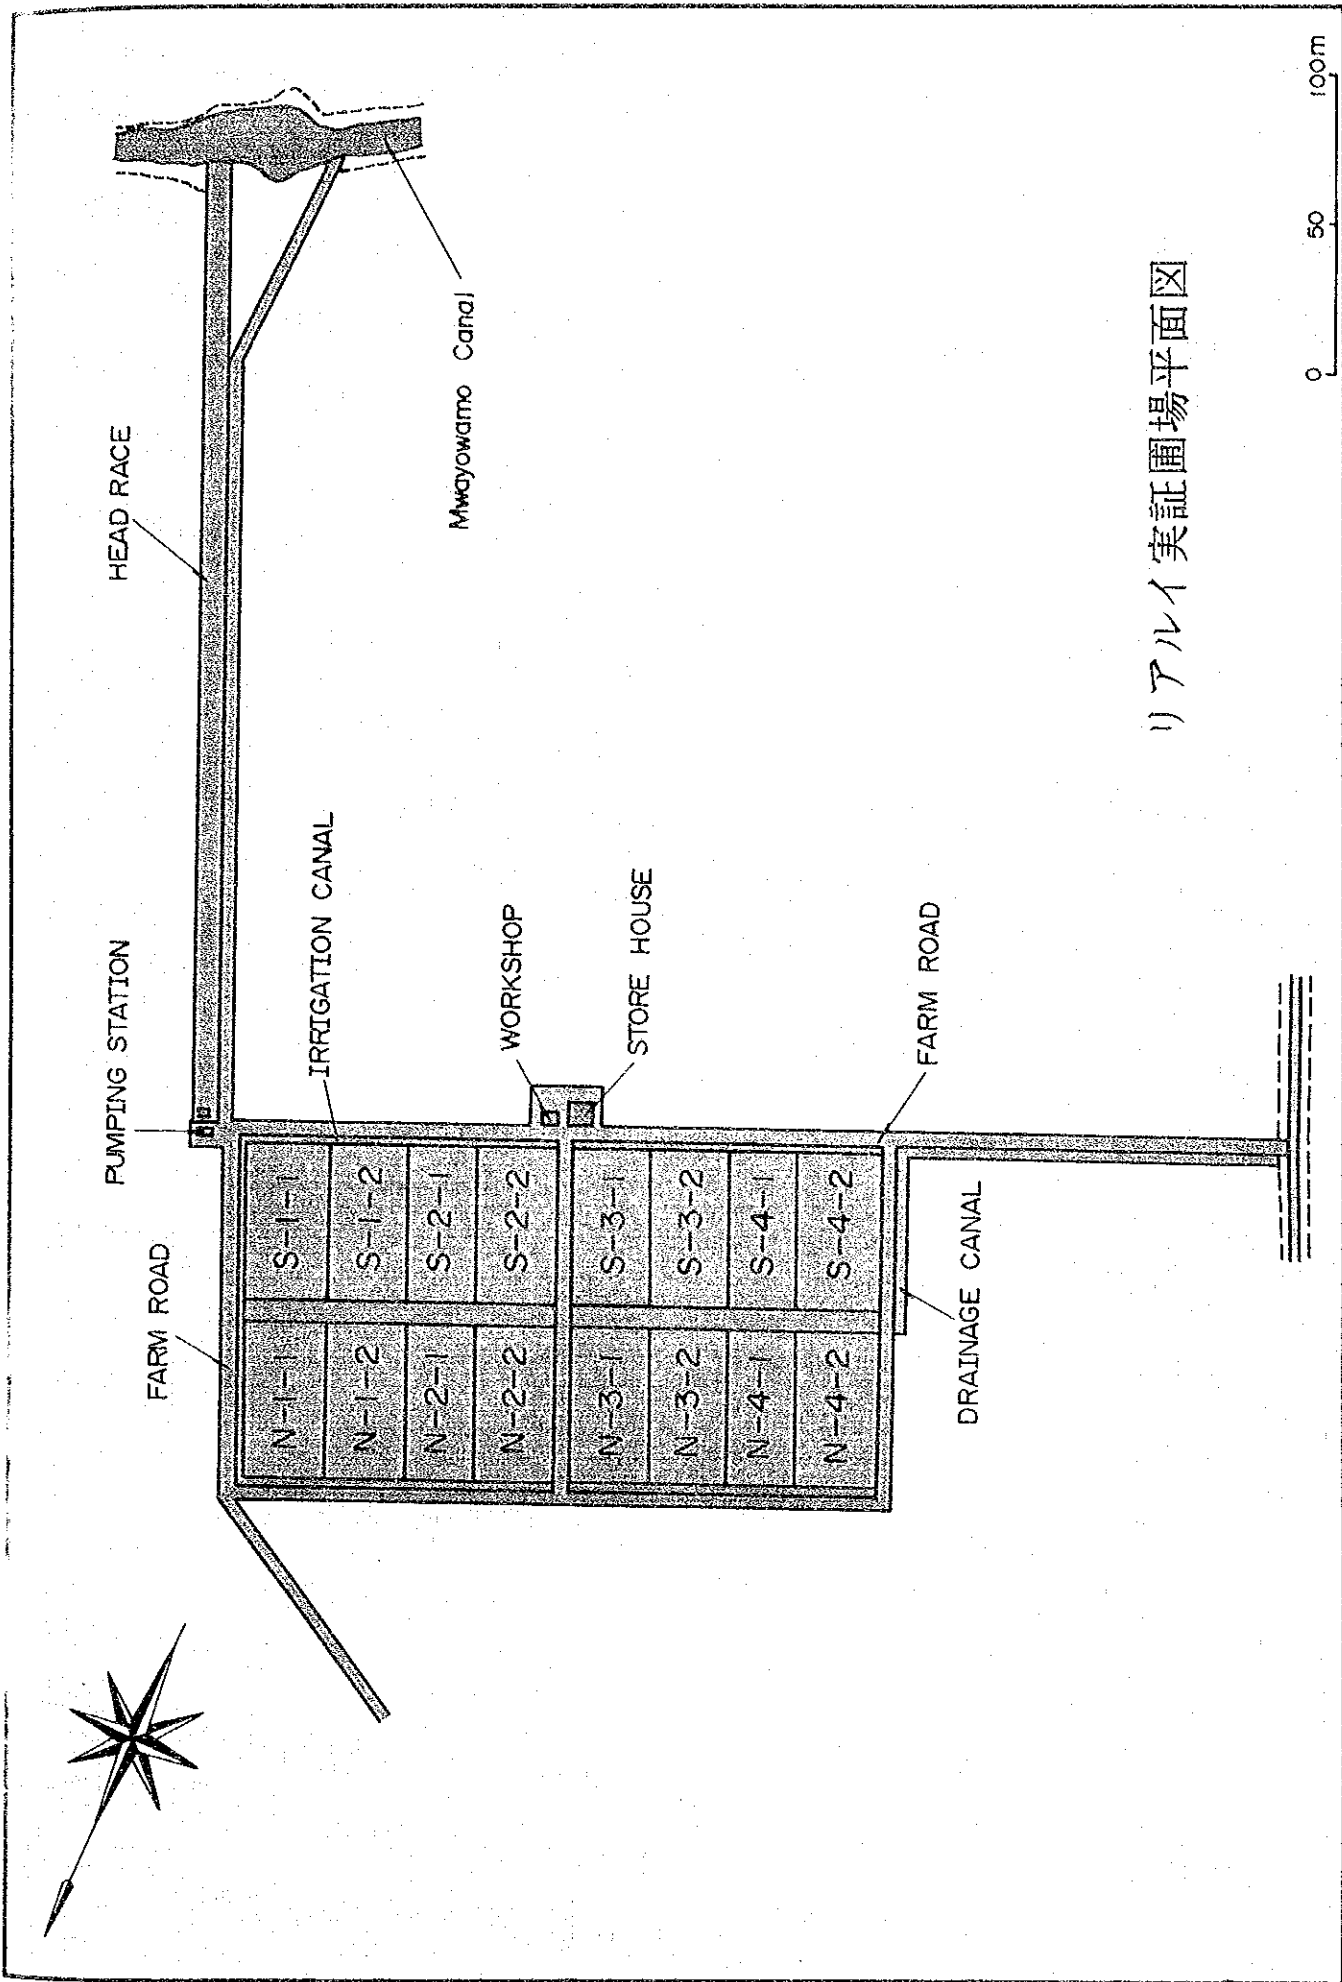 HEAD RACE
PUMPING STATION
FARM ROAD
IRRIGATION CANAL
Mwayowamo Canal
WORKSHOP
STORE HOUSE
FARM ROAD
DRAINAGE CANAL
N-1-1
S-1-1
N-1-2
S-1-2
N-2-1
S-2-1
N-2-2
S-2-2
N-3-1
S-3-1
N-3-2
S-3-2
N-4-1
S-4-1
N-4-2
S-4-2
リアルイ実証圃場平面図
0 50 100m